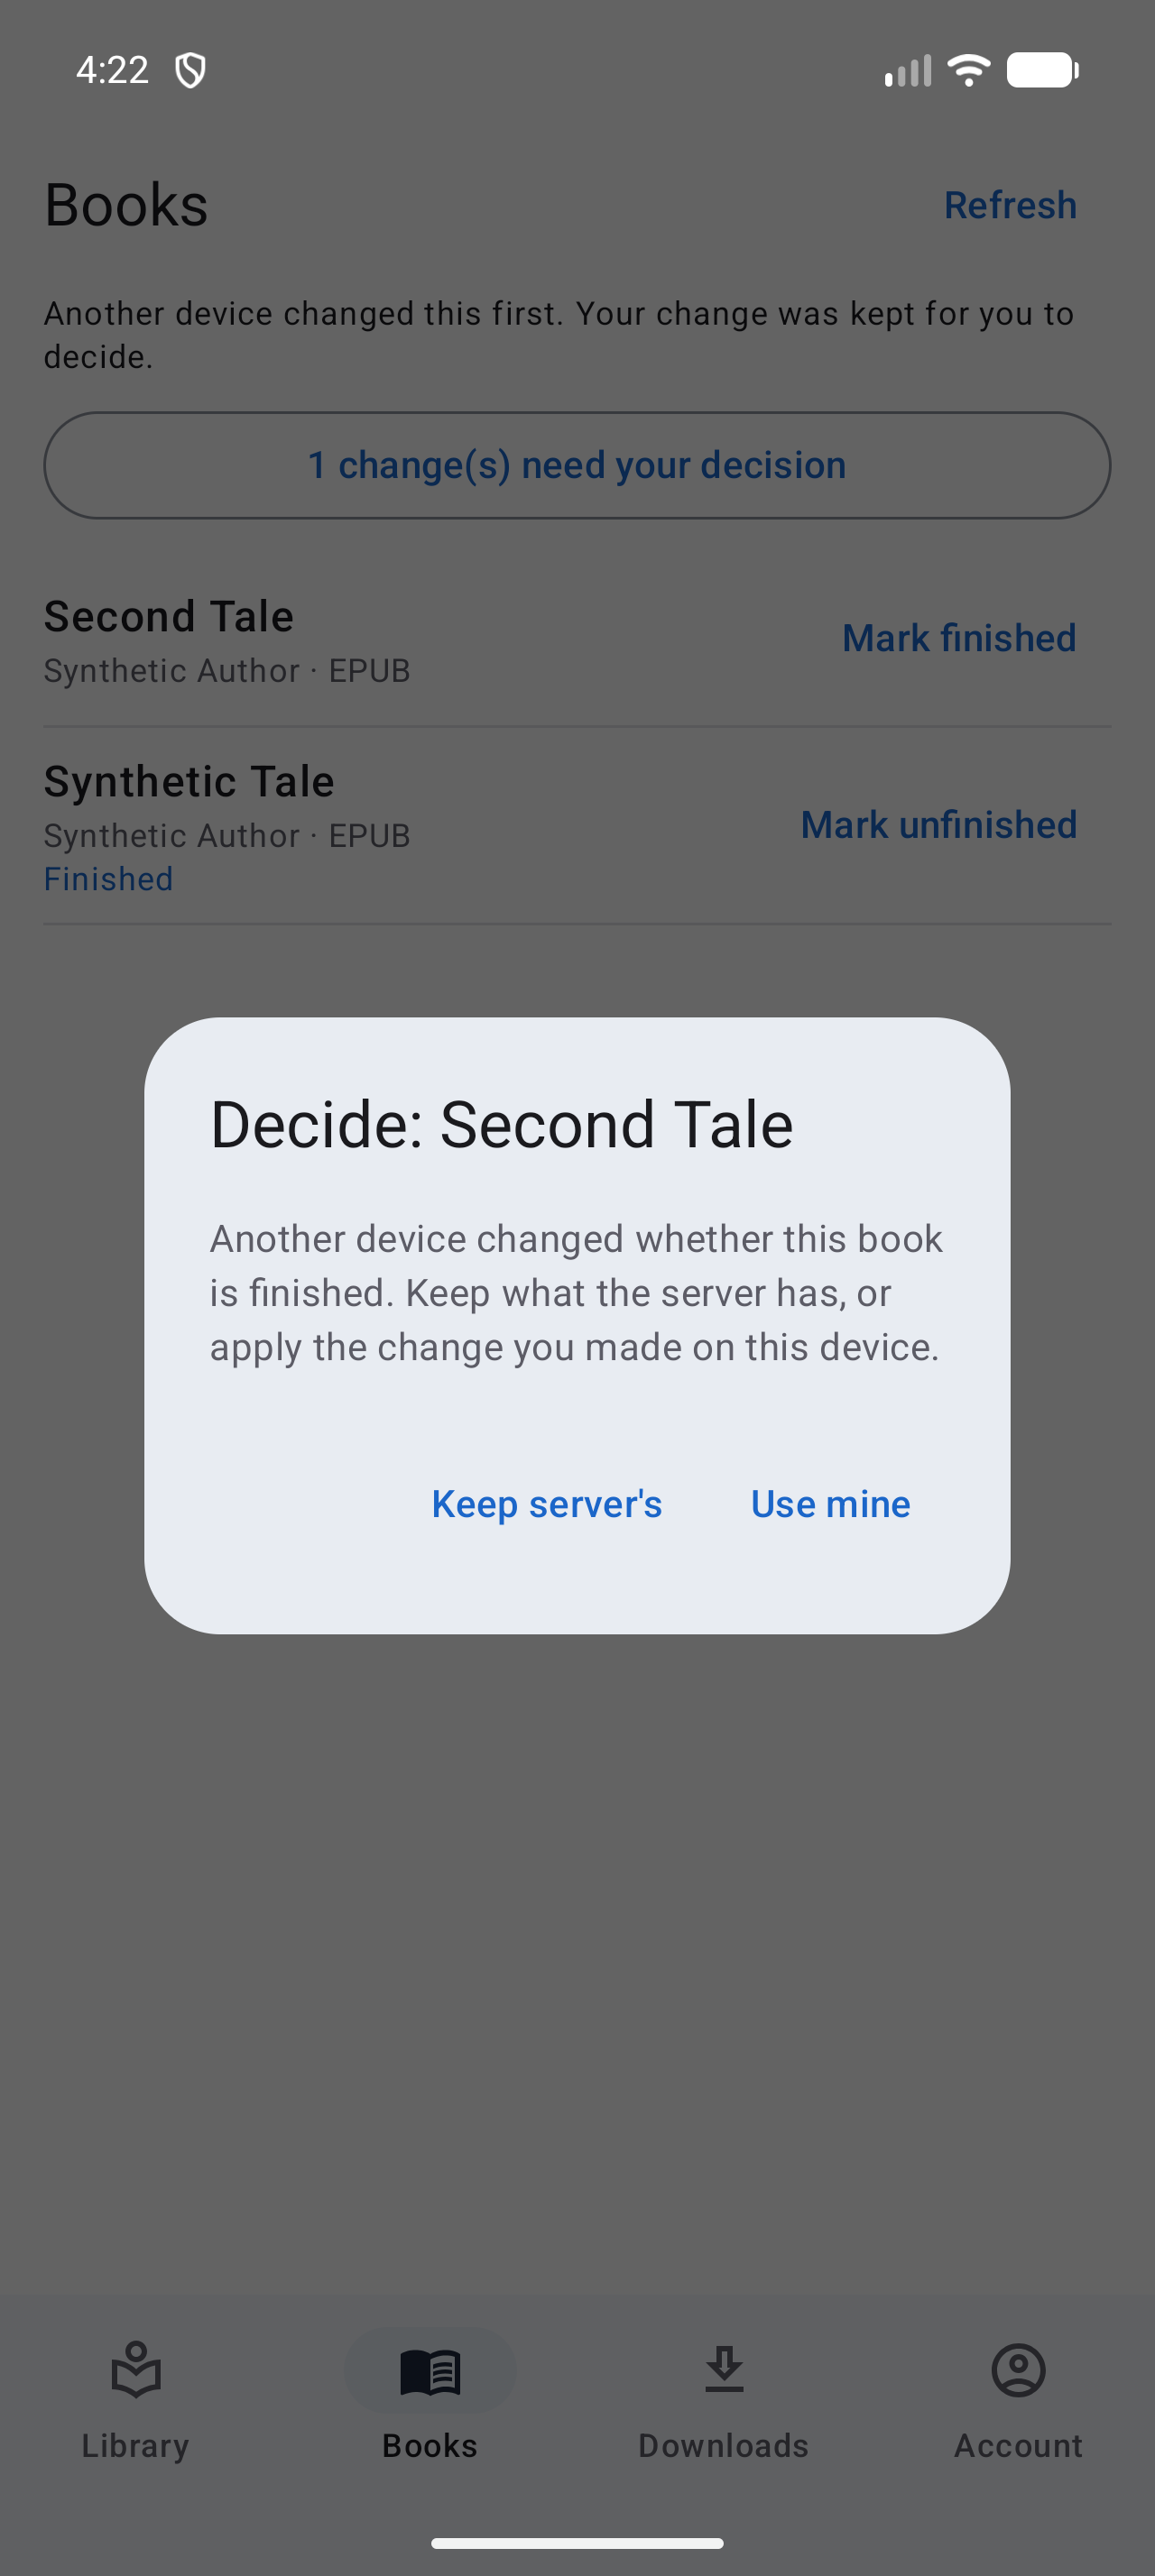 4:22
Books
Refresh
Another device changed this first. Your change was kept for you to
decide.
1 change(s) need your decision
Second Tale
Synthetic Author · EPUB
Mark finished
Synthetic Tale
Synthetic Author · EPUB
Finished
Mark unfinished
Decide: Second Tale
Another device changed whether this book
is finished. Keep what the server has, or
apply the change you made on this device.
Keep server's
Use mine
Library
Books
Downloads
Account